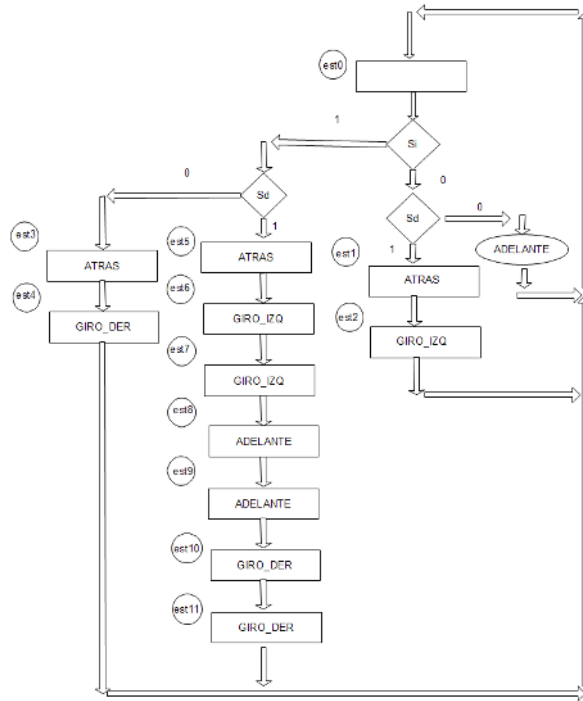 est0
1
Si
0
0
Sd
1
Sd
0
1
ADELANTE
est3
ATRAS
est4
GIRO_DER
est5
ATRAS
est6
GIRO_IZQ
est7
GIRO_IZQ
est8
ADELANTE
est9
ADELANTE
est10
GIRO_DER
est11
GIRO_DER
est1
ATRAS
est2
GIRO_IZQ